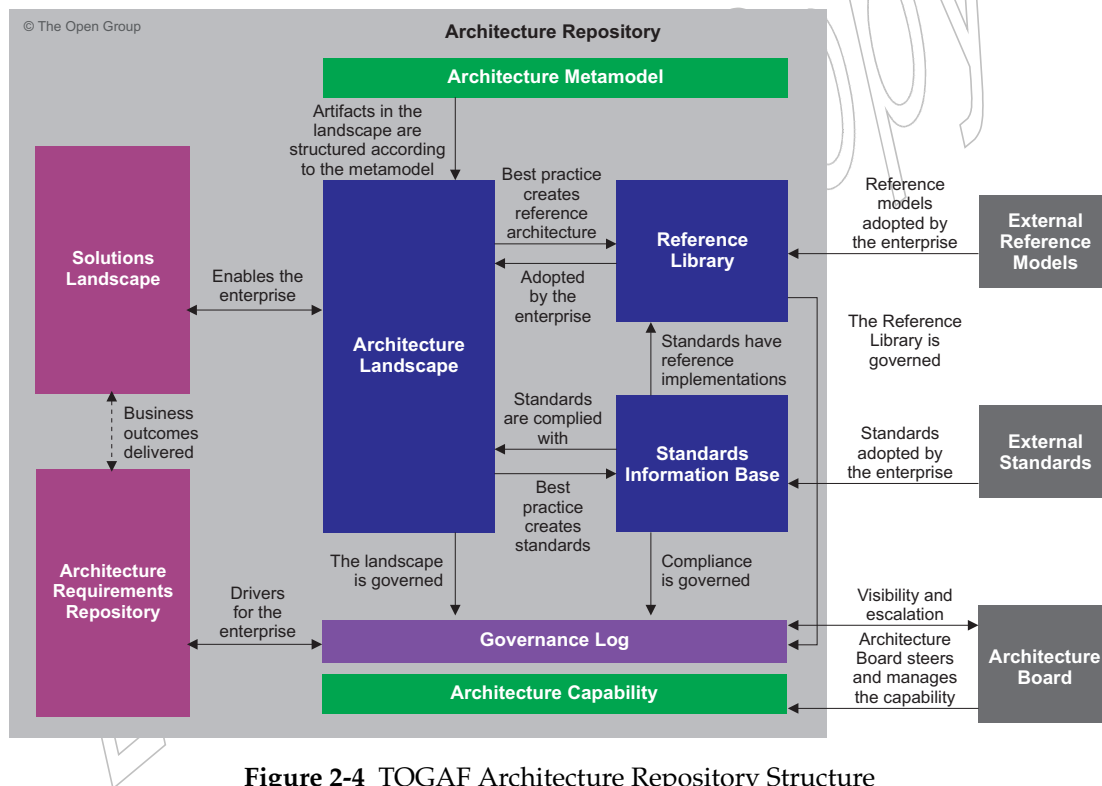 © The Open Group
Architecture Repository
Architecture Metamodel
Artifacts in the
landscape are
structured according
to the metamodel
Solutions
Landscape
Enables the
enterprise
Architecture
Landscape
Best practice
creates
reference
architecture
Adopted
by the
enterprise
Reference
Library
Reference
models
adopted by
the enterprise
External
Reference
Models
The Reference
Library is
governed
Standards have
reference
implementations
Business
outcomes
delivered
Standards
are complied
with
Best
practice
creates
standards
Standards
Information Base
Standards
adopted by
the enterprise
External
Standards
Architecture
Requirements
Repository
Drivers
for the
enterprise
The landscape
is governed
Compliance
is governed
Governance Log
Visibility and
escalation
Architecture
Board steers
and manages
the capability
Architecture
Board
Architecture Capability
Figure 2-4 TOGAF Architecture Repository Structure